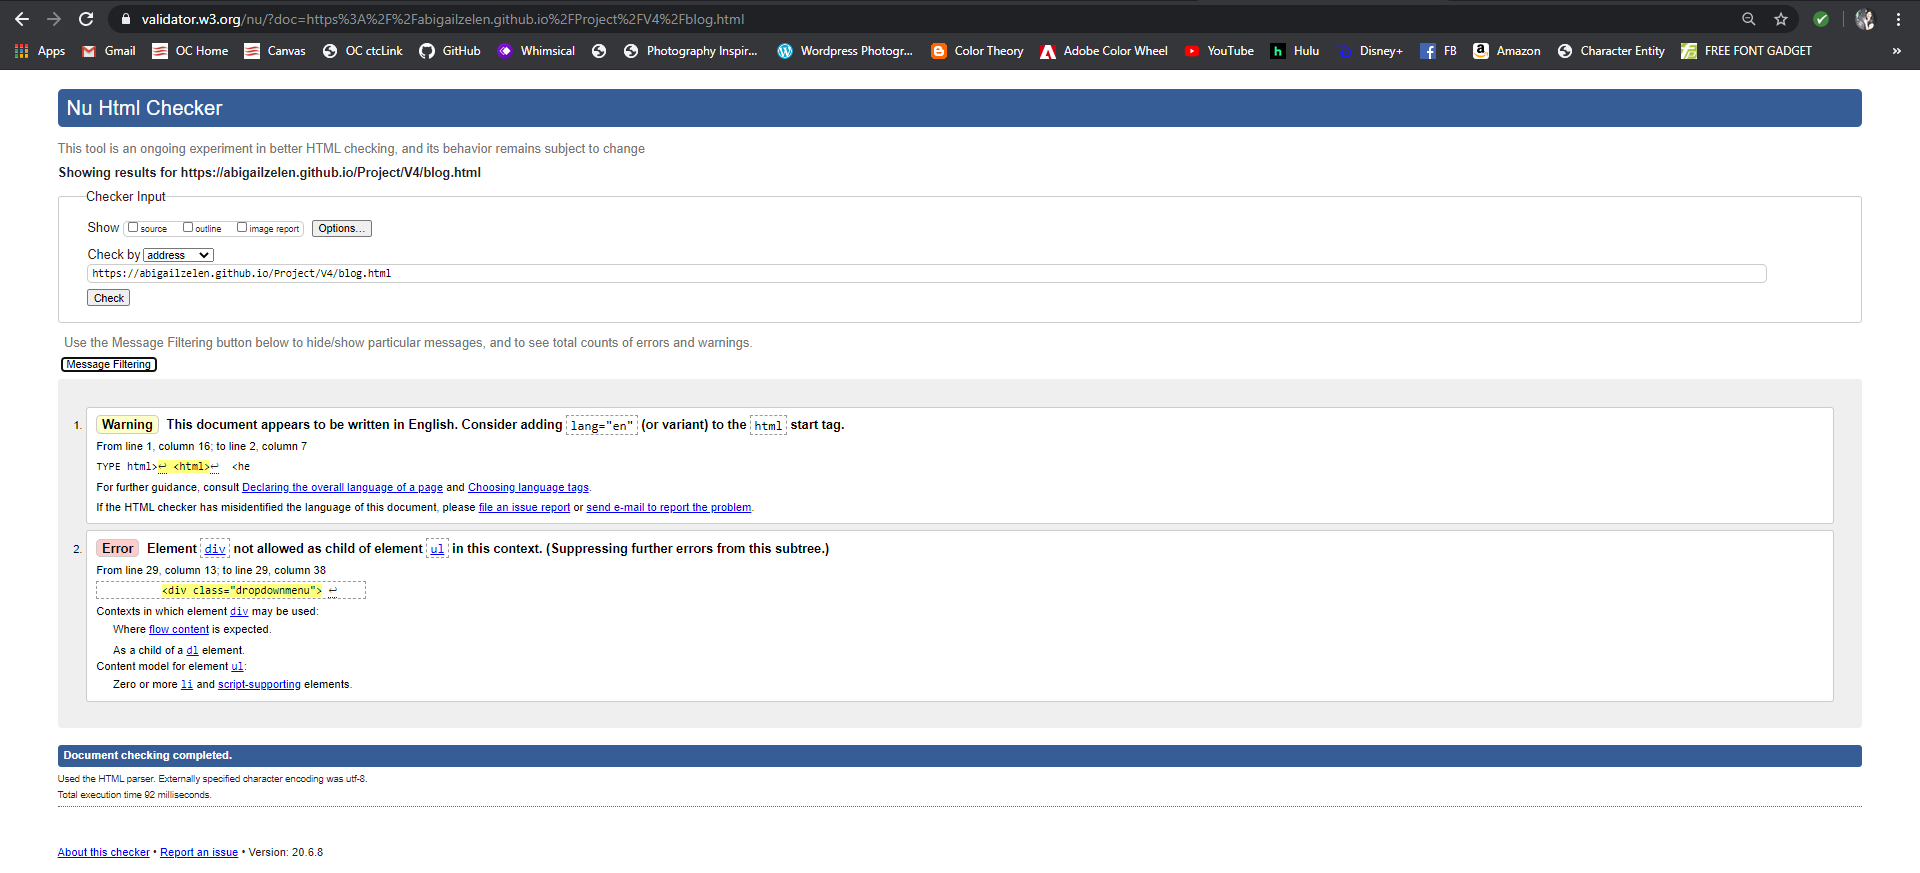 validator.w3.org/nu/?doc=https%3A%2F%2Fabigailzelen.github.io%2FProject%2FV4%2Fblog.html
Apps Gmail OC Home Canvas OC ctcLink GitHub Whimsical Photography Inspir... Wordpress Photogr... Color Theory Adobe Color Wheel YouTube h Hulu Disney+ FB Amazon Character Entity FREE FONT GADGET »
Nu Html Checker
This tool is an ongoing experiment in better HTML checking, and its behavior remains subject to change
Showing results for https://abigailzelen.github.io/Project/V4/blog.html
Checker Input
Show source outline image report Options...
Check by address
https://abigailzelen.github.io/Project/V4/blog.html
Check
Use the Message Filtering button below to hide/show particular messages, and to see total counts of errors and warnings.
Message Filtering
1. Warning This document appears to be written in English. Consider adding lang="en" (or variant) to the html start tag.
From line 1, column 16; to line 2, column 7
TYPE html>↩ <html>↩ <he
For further guidance, consult Declaring the overall language of a page and Choosing language tags.
If the HTML checker has misidentified the language of this document, please file an issue report or send e-mail to report the problem.
2. Error Element div not allowed as child of element ul in this context. (Suppressing further errors from this subtree.)
From line 29, column 13; to line 29, column 38
<div class="dropdownmenu"> ↩
Contexts in which element div may be used:
Where flow content is expected.
As a child of a dl element.
Content model for element ul:
Zero or more li and script-supporting elements.
Document checking completed.
Used the HTML parser. Externally specified character encoding was utf-8.
Total execution time 92 milliseconds.
About this checker • Report an issue • Version: 20.6.8